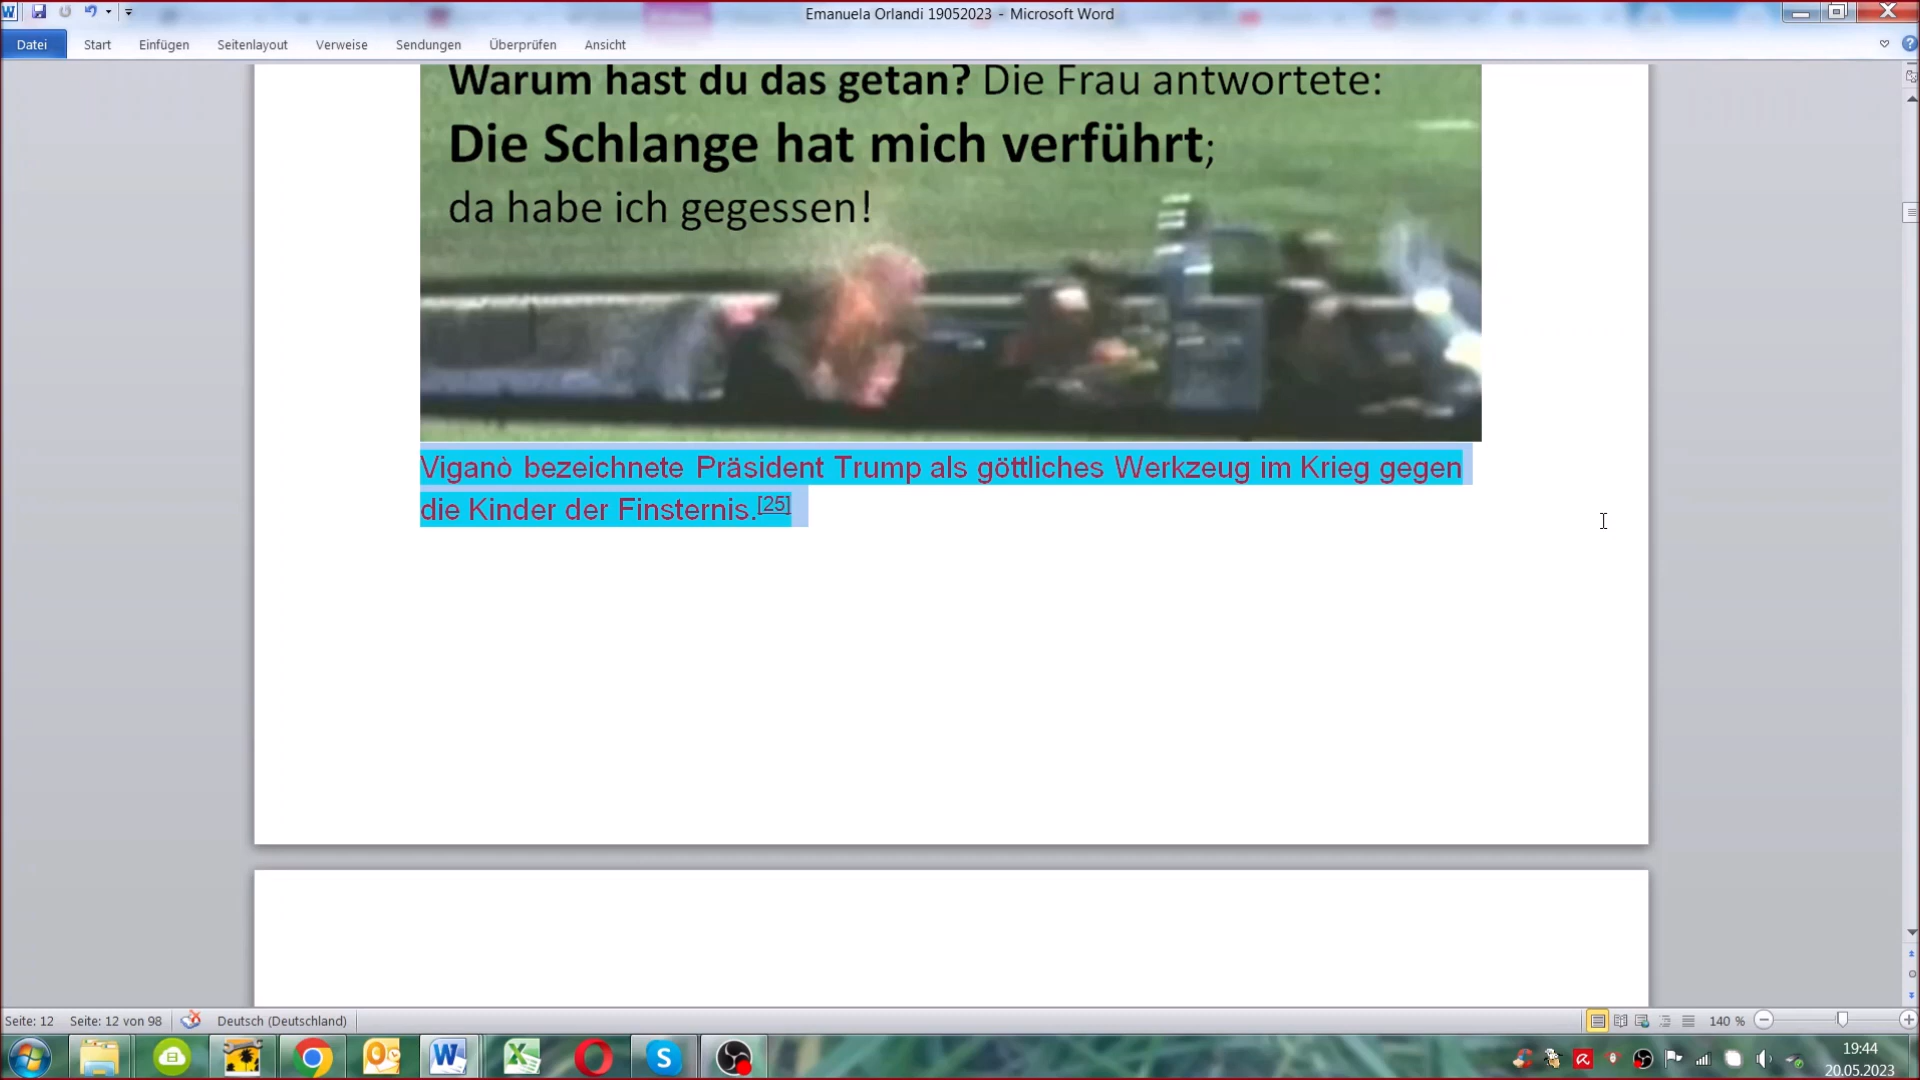 Emanuela Orlandi 19052023 - Microsoft Word
Datei Start Einfügen Seitenlayout Verweise Sendungen Überprüfen Ansicht
Warum hast du das getan? Die Frau antwortete:
Die Schlange hat mich verführt;
da habe ich gegessen!
Viganò bezeichnete Präsident Trump als göttliches Werkzeug im Krieg gegen
die Kinder der Finsternis.[25]
Seite: 12 Seite: 12 von 98 Deutsch (Deutschland) 140 %
19:44
20.05.2023